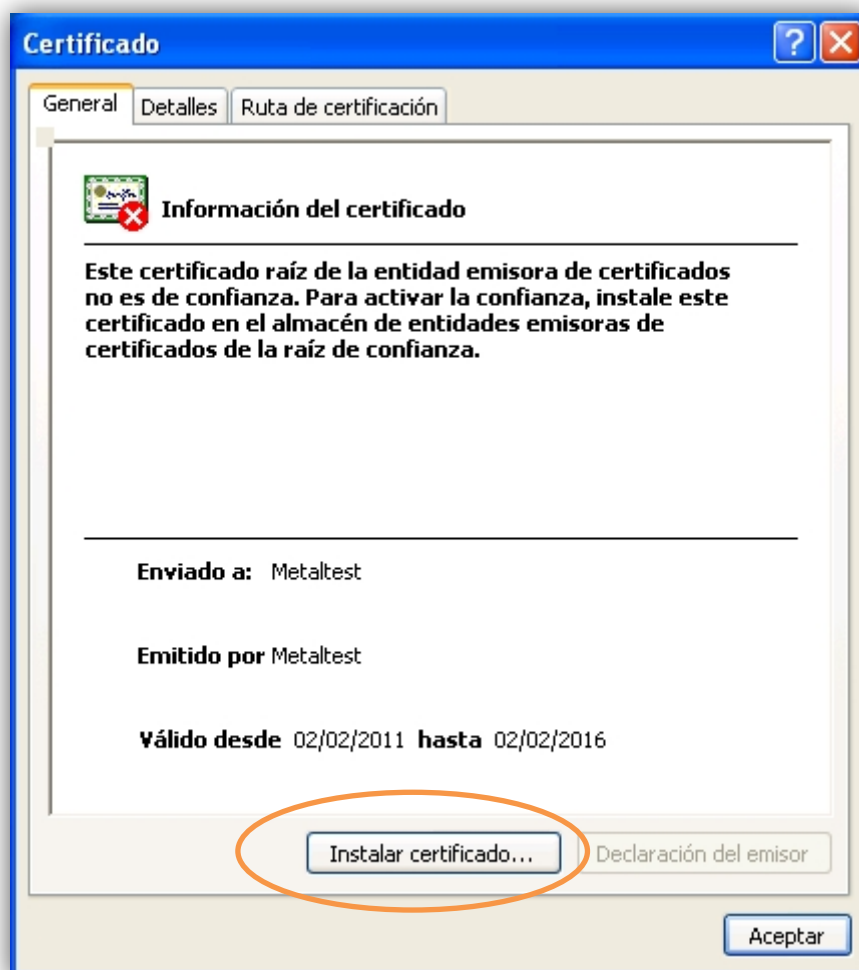 Certificado
General Detalles Ruta de certificación
Información del certificado
Este certificado raíz de la entidad emisora de certificados
no es de confianza. Para activar la confianza, instale este
certificado en el almacén de entidades emisoras de
certificados de la raíz de confianza.
Enviado a: Metaltest
Emitido por Metaltest
Válido desde 02/02/2011 hasta 02/02/2016
Instalar certificado... Declaración del emisor
Aceptar